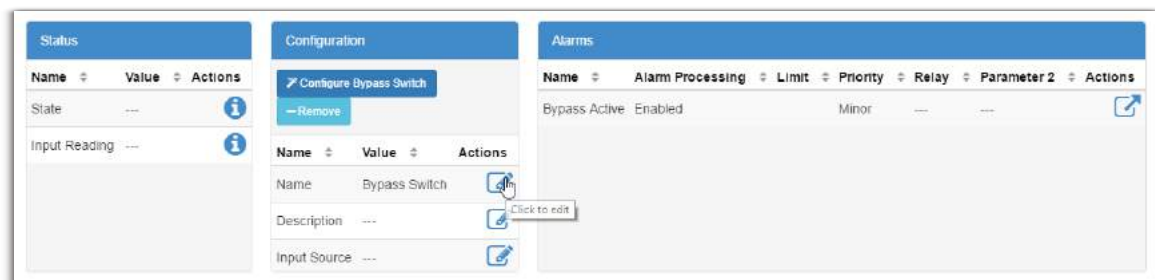 Status
Name Value Actions
State ---
Input Reading ---
Configuration
Configure Bypass Switch
Remove
Name Value Actions
Name Bypass Switch
Click to edit
Description ---
Input Source ---
Alarms
Name Alarm Processing Limit Priority Relay Parameter 2 Actions
Bypass Active Enabled Minor --- ---